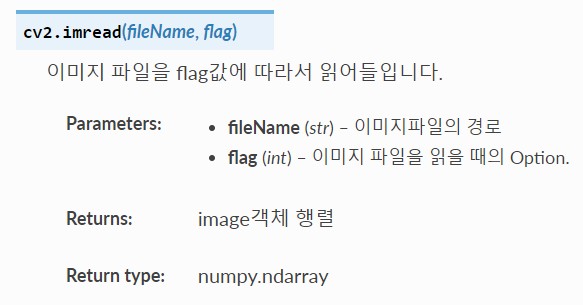 cv2.imread(fileName, flag)
이미지 파일을 flag값에 따라서 읽어들입니다.
Parameters: • fileName (str) – 이미지파일의 경로
• flag (int) – 이미지 파일을 읽을 때의 Option.
Returns: image객체 행렬
Return type: numpy.ndarray